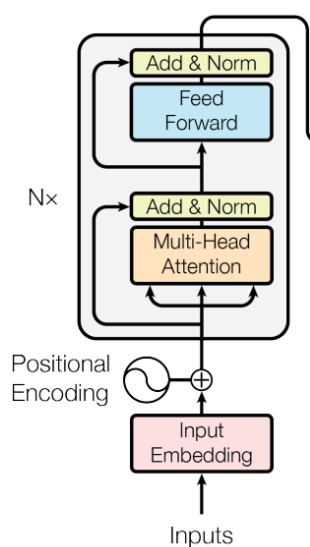 Add & Norm
Feed
Forward
N×
Add & Norm
Multi-Head
Attention
Positional
Encoding
Input
Embedding
Inputs